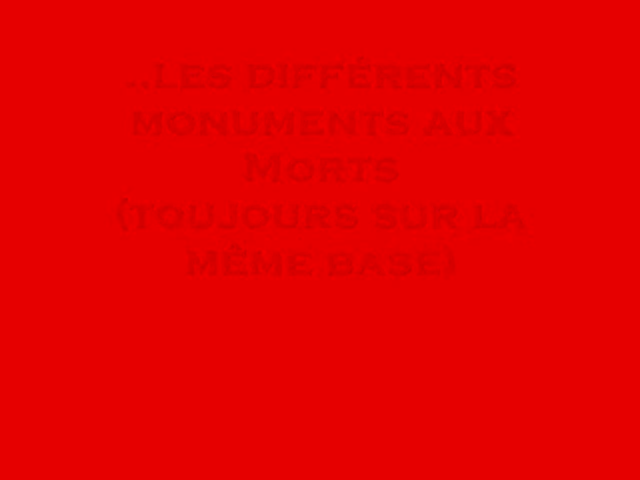 ..LES DIFFÉRENTS
MONUMENTS AUX
MORTS
(TOUJOURS SUR LA
MÊME BASE)